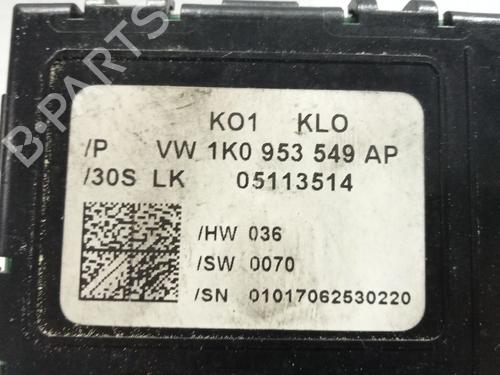 KO1 KLO
/P VW 1K0 953 549 AP
/30S LK 05113514
/HW 036
/SW 0070
/SN 01017062530220
B-PARTS